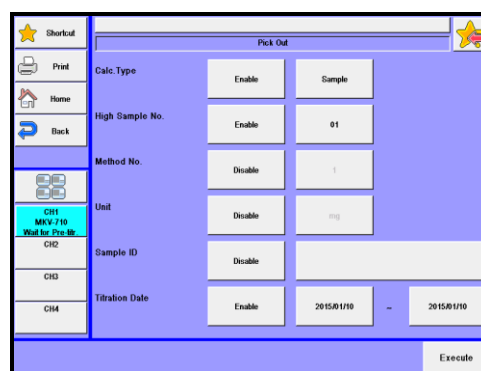 Shortcut
Pick Out
Print
Home
Back
CH1
MKV-710
Wait for Pre-titr.
CH2
CH3
CH4
Calc.Type
Enable
Sample
High Sample No.
Enable
01
Method No.
Disable
1
Unit
Disable
mg
Sample ID
Disable
Titration Date
Enable
2015/01/10
–
2015/01/10
Execute